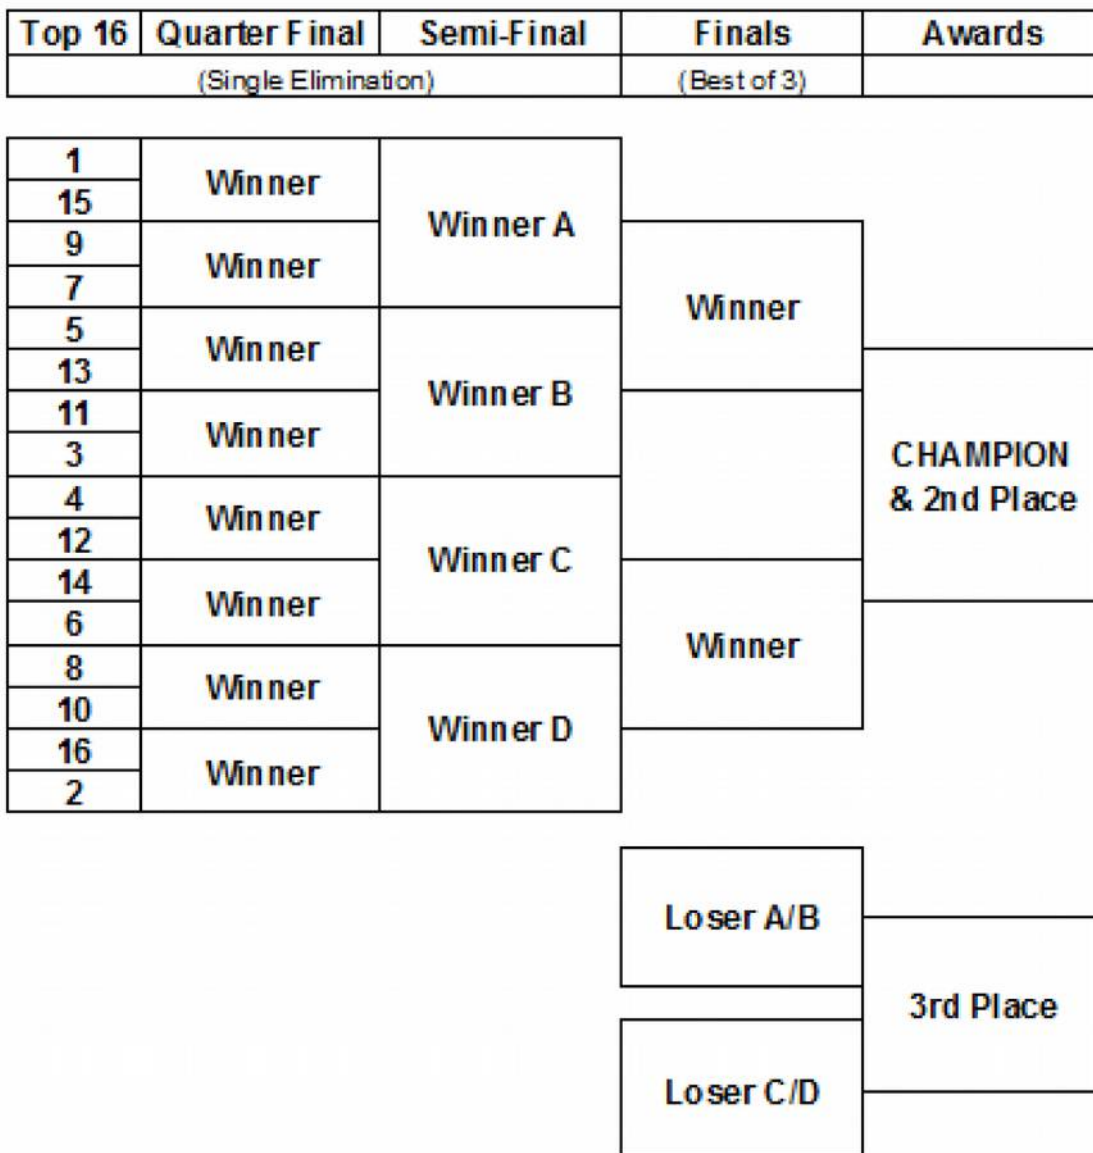 Top 16 Quarter Final Semi-Final Finals Awards
(Single Elimination) (Best of 3)
1
15
Winner
9
7
Winner
Winner A
5
13
Winner
11
3
Winner
Winner B
Winner
4
12
Winner
14
6
Winner
Winner C
8
10
Winner
16
2
Winner
Winner D
Winner
CHAMPION
& 2nd Place
Loser A/B
Loser C/D
3rd Place